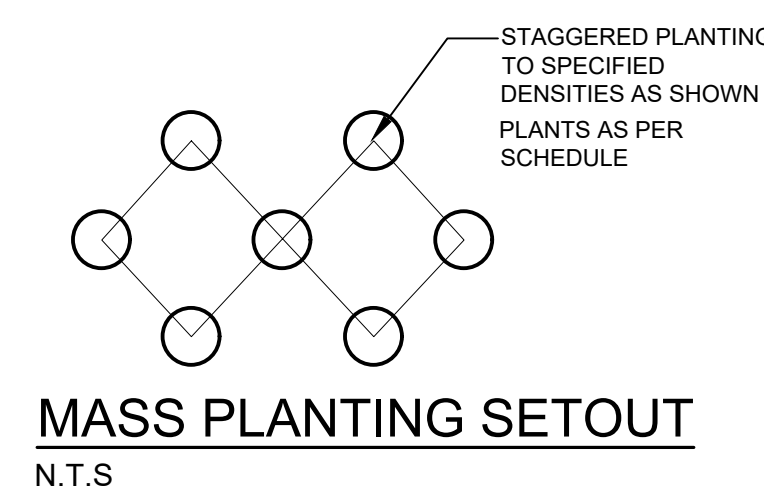 STAGGERED PLANTING
TO SPECIFIED
DENSITIES AS SHOWN
PLANTS AS PER
SCHEDULE
MASS PLANTING SETOUT
N.T.S